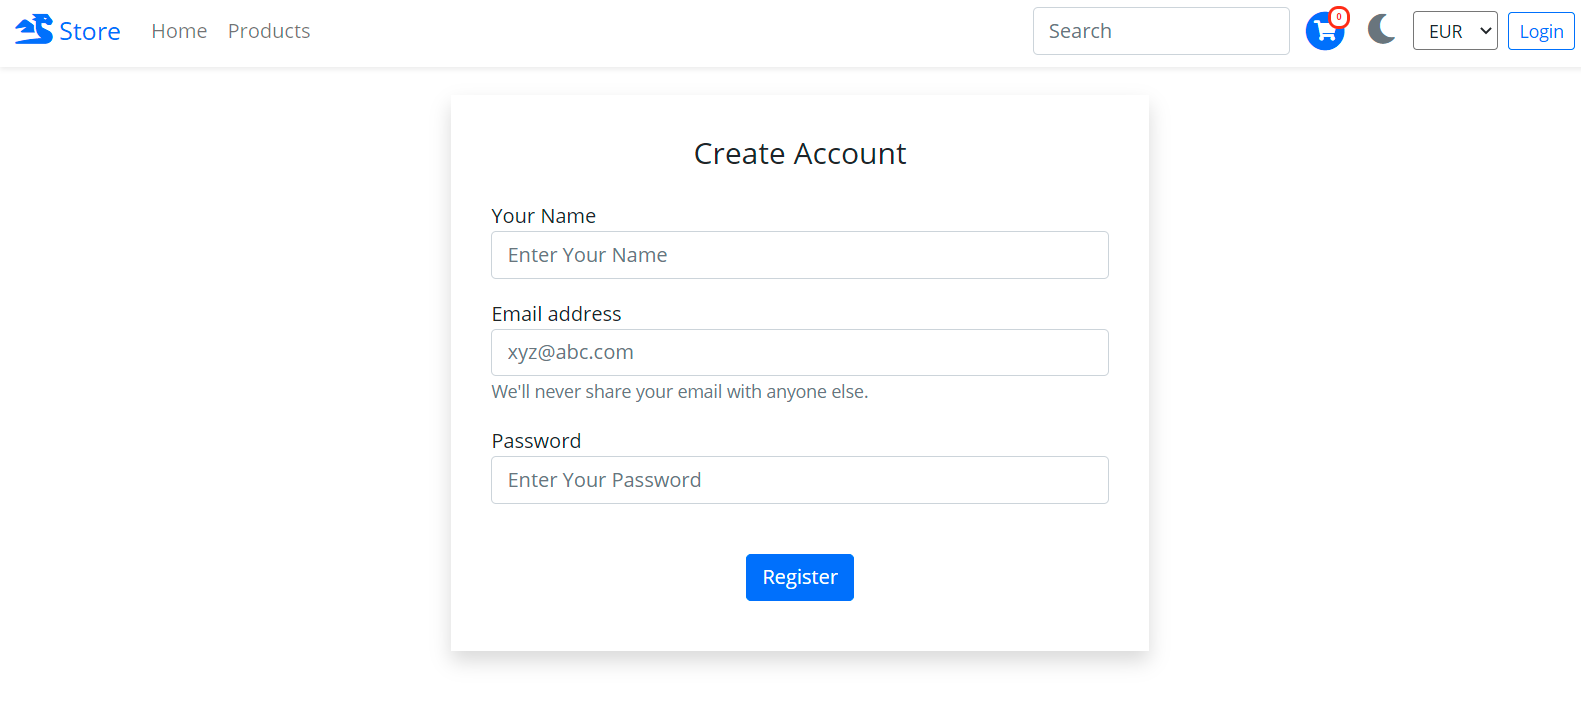 Store Home Products Search 0 EUR Login
Create Account
Your Name
Enter Your Name
Email address
xyz@abc.com
We'll never share your email with anyone else.
Password
Enter Your Password
Register